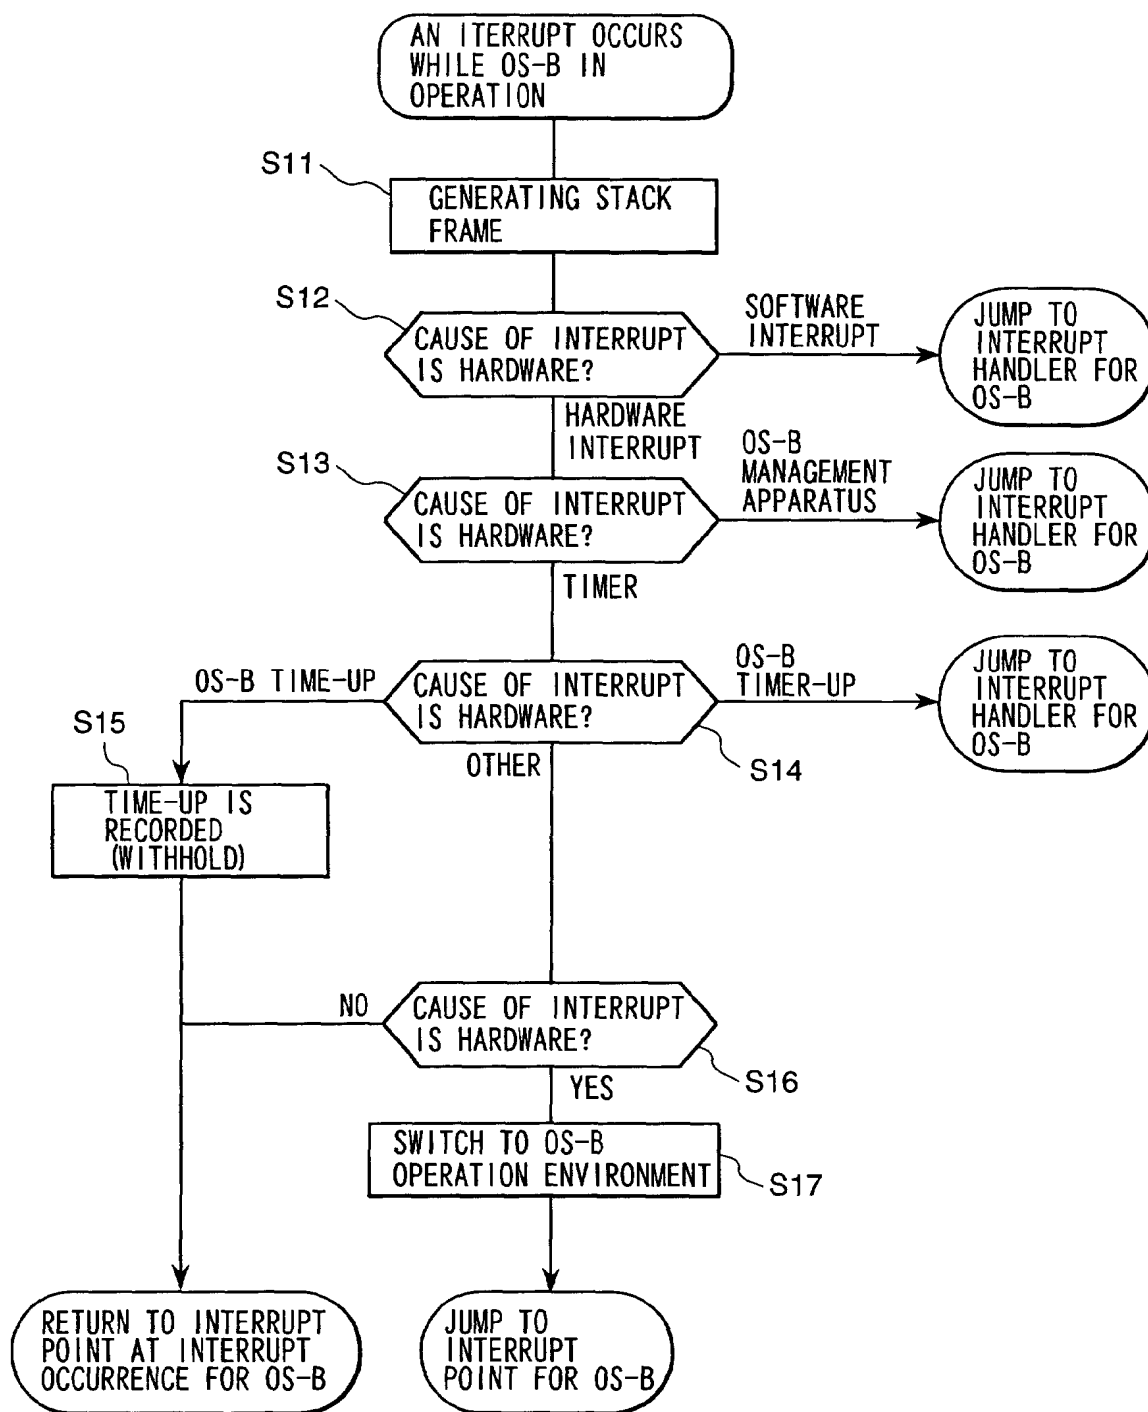 AN ITERRUPT OCCURS
WHILE OS-B IN
OPERATION
S11
GENERATING STACK
FRAME
S12
CAUSE OF INTERRUPT
IS HARDWARE?
SOFTWARE
INTERRUPT
JUMP TO
INTERRUPT
HANDLER FOR
OS-B
HARDWARE
INTERRUPT
S13
CAUSE OF INTERRUPT
IS HARDWARE?
OS-B
MANAGEMENT
APPARATUS
JUMP TO
INTERRUPT
HANDLER FOR
OS-B
TIMER
OS-B TIME-UP
CAUSE OF INTERRUPT
IS HARDWARE?
OS-B
TIMER-UP
JUMP TO
INTERRUPT
HANDLER FOR
OS-B
S14
OTHER
S15
TIME-UP IS
RECORDED
(WITHHOLD)
NO
CAUSE OF INTERRUPT
IS HARDWARE?
S16
YES
SWITCH TO OS-B
OPERATION ENVIRONMENT
S17
RETURN TO INTERRUPT
POINT AT INTERRUPT
OCCURRENCE FOR OS-B
JUMP TO
INTERRUPT
POINT FOR OS-B